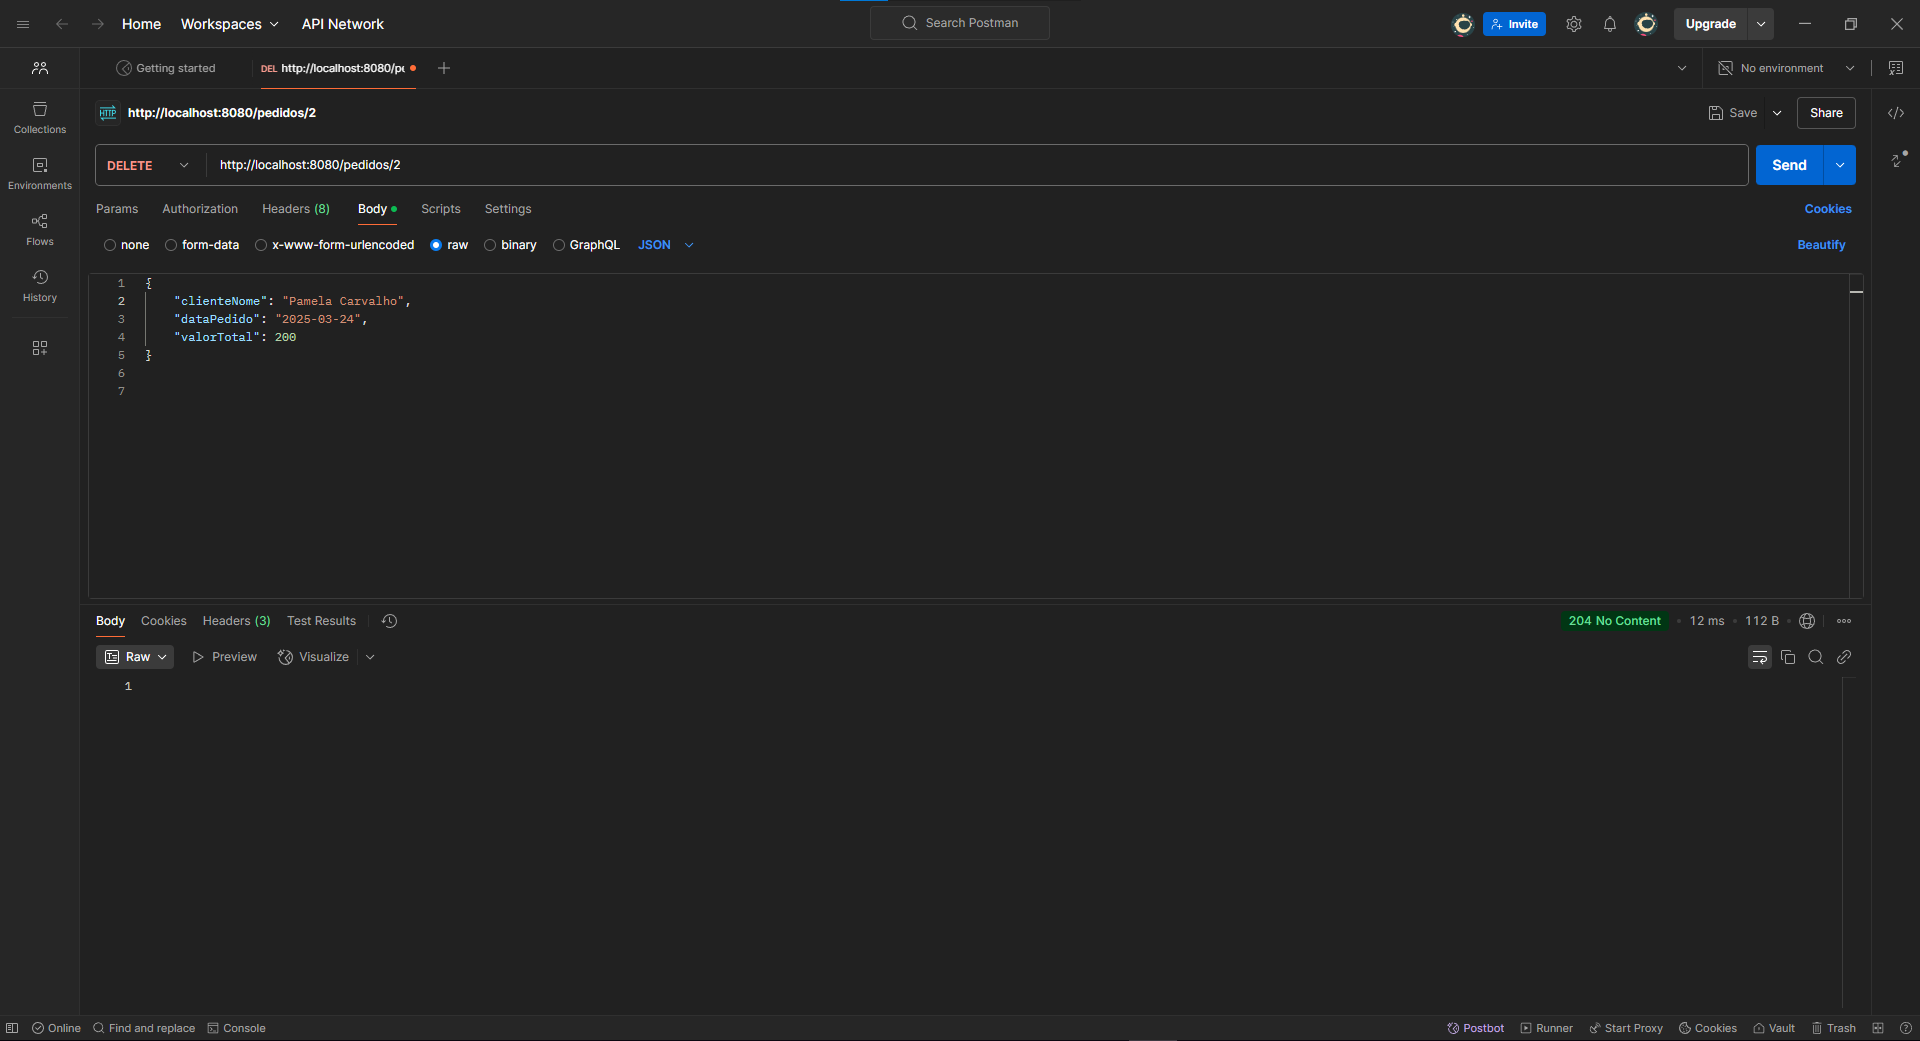 Home Workspaces API Network Search Postman Invite Upgrade
Getting started DEL http://localhost:8080/pe No environment
HTTP http://localhost:8080/pedidos/2 Save Share
Collections
DELETE http://localhost:8080/pedidos/2 Send
Environments
Params Authorization Headers (8) Body Scripts Settings Cookies
Flows
none form-data x-www-form-urlencoded raw binary GraphQL JSON Beautify
History
1 {
2 "clienteNome": "Pamela Carvalho",
3 "dataPedido": "2025-03-24",
4 "valorTotal": 200
5 }
6
7
Body Cookies Headers (3) Test Results 204 No Content 12 ms 112 B
Raw Preview Visualize
1
Online Find and replace Console Postbot Runner Start Proxy Cookies Vault Trash